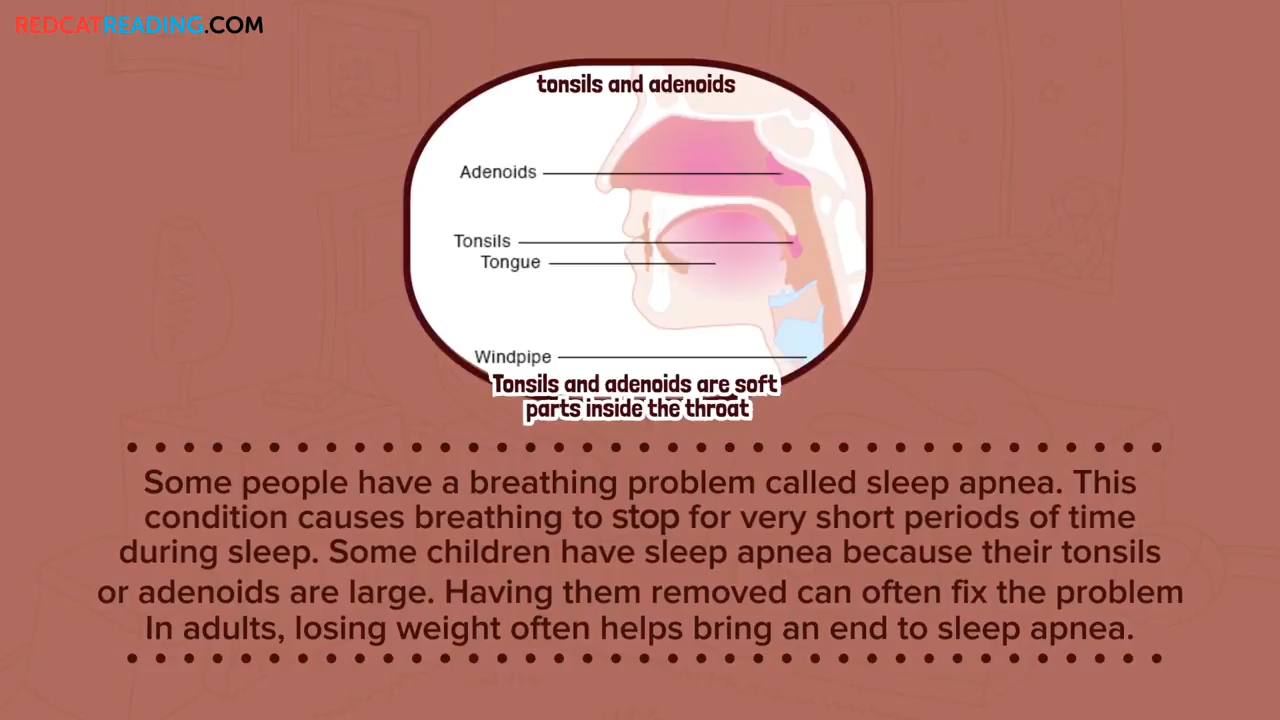 REDCATREADING.COM
tonsils and adenoids
Adenoids
Tonsils
Tongue
Windpipe
Tonsils and adenoids are soft
parts inside the throat
Some people have a breathing problem called sleep apnea. This
condition causes breathing to stop for very short periods of time
during sleep. Some children have sleep apnea because their tonsils
or adenoids are large. Having them removed can often fix the problem
In adults, losing weight often helps bring an end to sleep apnea.